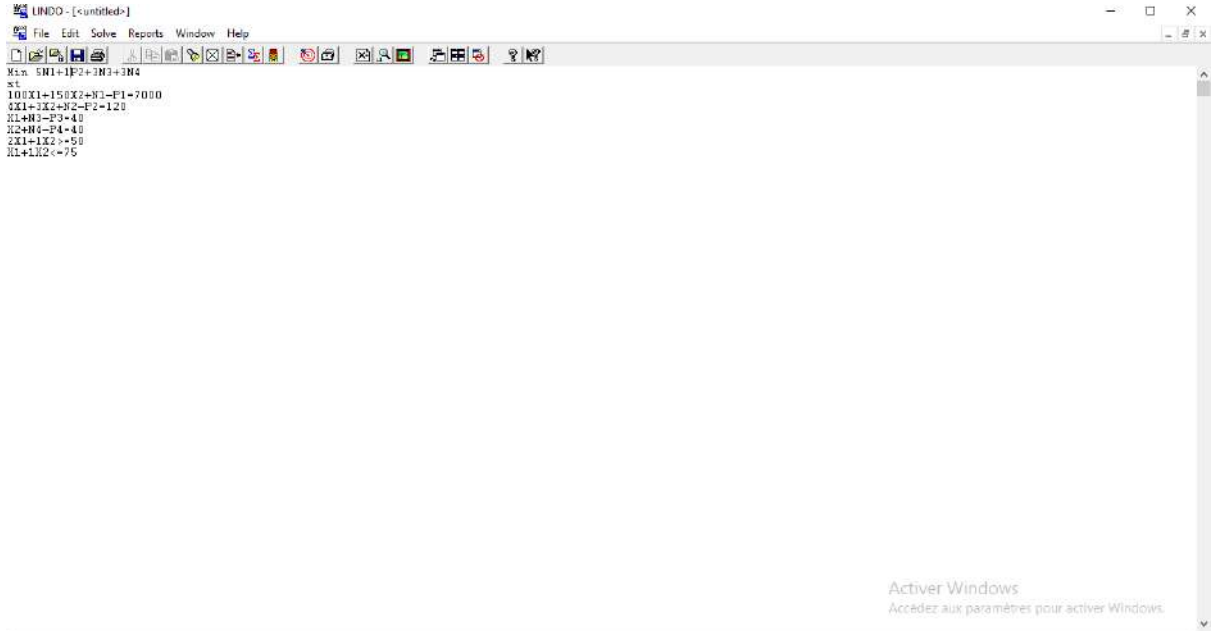 LINDO - [<untitled>]
File Edit Solve Reports Window Help
Min 5N1+1P2+3N3+3N4
st
100X1+150X2+N1-P1=7000
4X1+3X2+N2-P2=120
X1+N3-P3=40
X2+N4-P4=40
2X1+1X2>=50
X1+1X2<=75
Activer Windows
Accédez aux paramètres pour activer Windows.